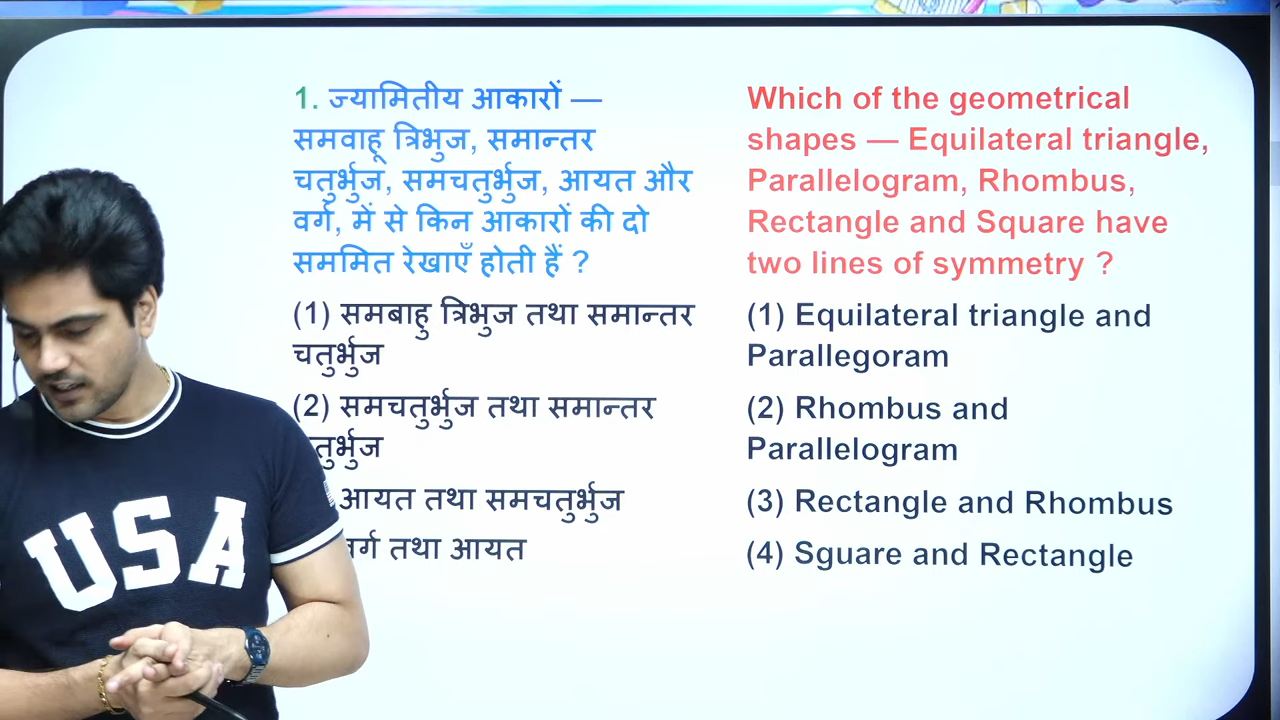 1. ज्यामितीय आकारों —
समवाहू त्रिभुज, समान्तर
चतुर्भुज, समचतुर्भुज, आयत और
वर्ग, में से किन आकारों की दो
सममित रेखाएँ होती हैं ?
(1) समबाहु त्रिभुज तथा समान्तर
चतुर्भुज
(2) समचतुर्भुज तथा समान्तर
तुर्भुज
आयत तथा समचतुर्भुज
तथा आयत
Which of the geometrical
shapes — Equilateral triangle,
Parallelogram, Rhombus,
Rectangle and Square have
two lines of symmetry ?
(1) Equilateral triangle and
Parallegoram
(2) Rhombus and
Parallelogram
(3) Rectangle and Rhombus
(4) Sguare and Rectangle
USA